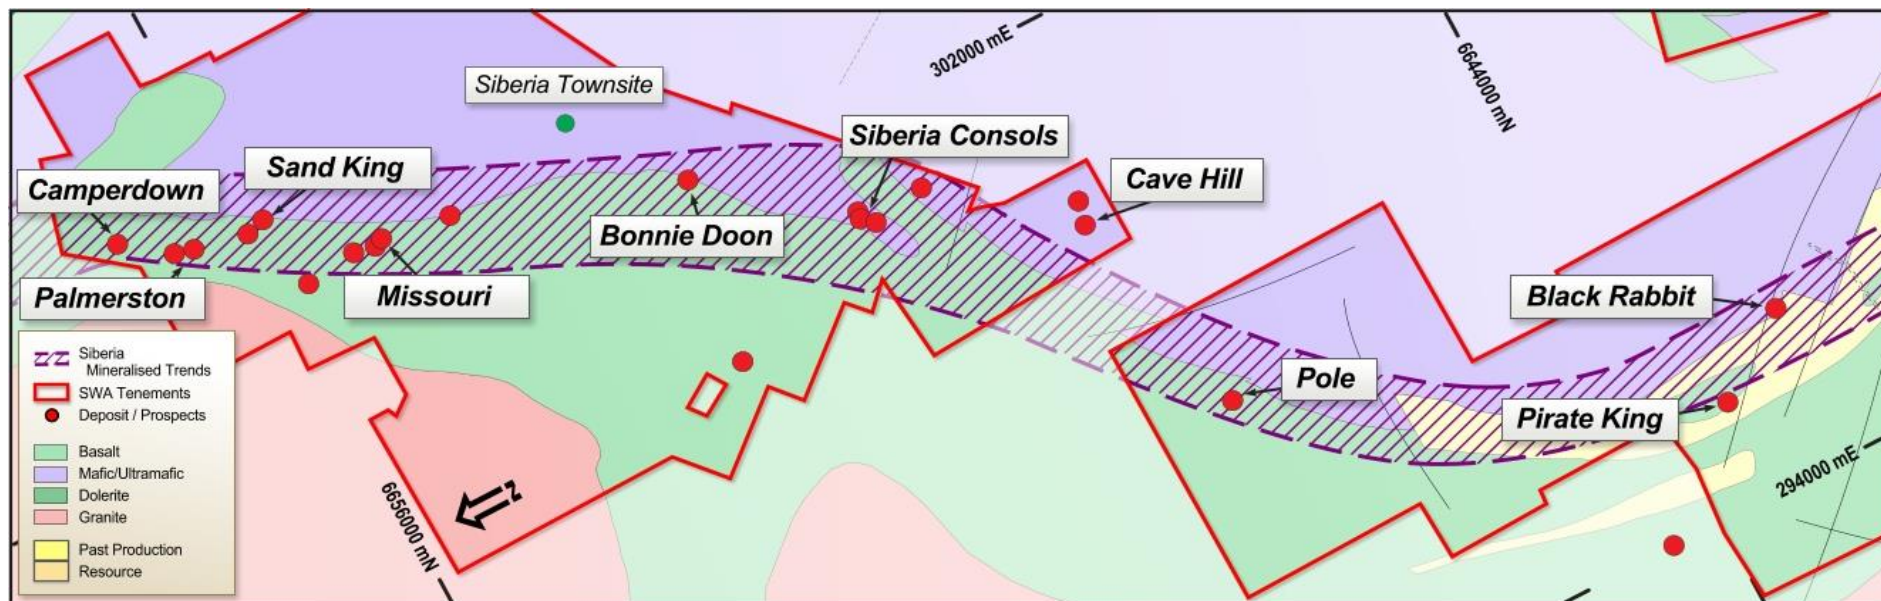 302000 mE
6644000 mN
Siberia Townsite
Siberia Consols
Sand King
Cave Hill
Camperdown
Bonnie Doon
Palmerston
Missouri
Black Rabbit
Pole
Pirate King
Siberia
Mineralised Trends
SWA Tenements
Deposit / Prospects
Basalt
Mafic/Ultramafic
Dolerite
Granite
Past Production
Resource
6656000 mN
N
294000 mE